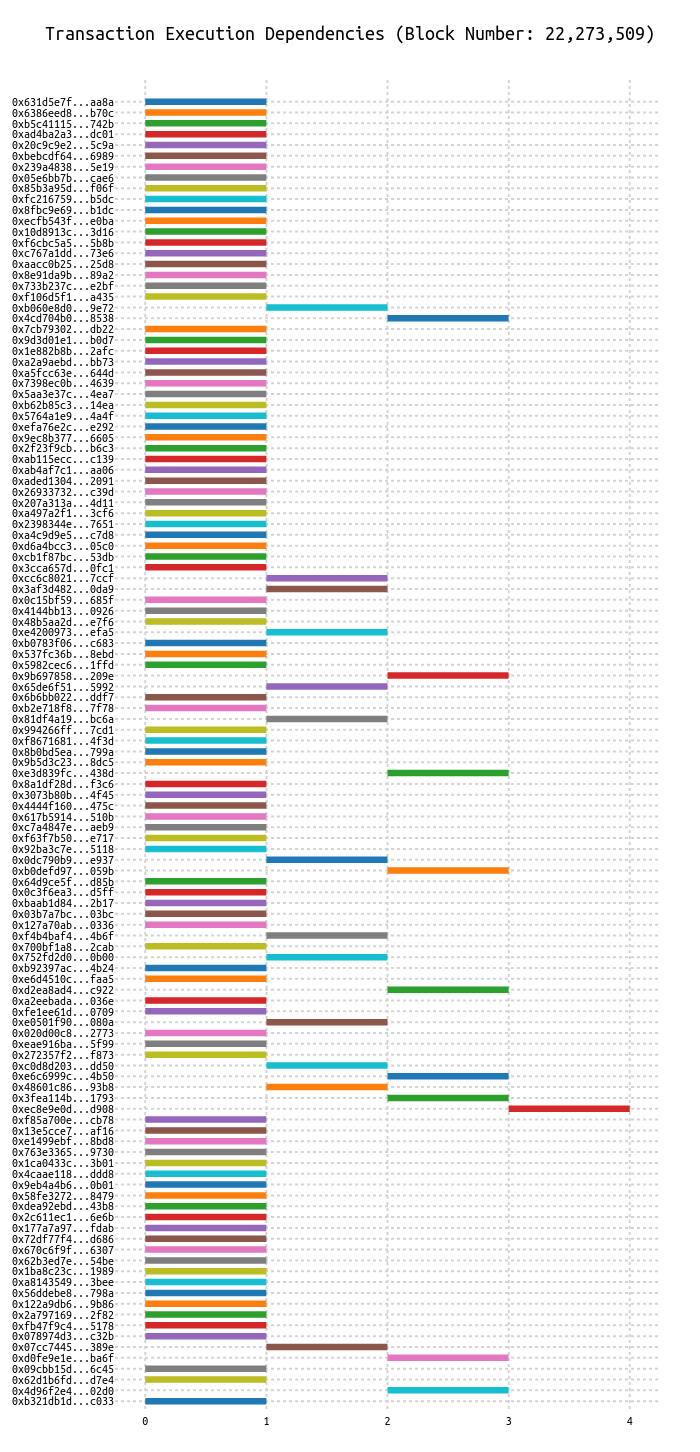 Transaction Execution Dependencies (Block Number: 22,273,509)
0x631d5e7f...aa8a
0x6386eed8...b70c
0xb5c41115...742b
0xad4ba2a3...dc01
0x20c9c9e2...5c9a
0xbebcdf64...6989
0x239a4838...5e19
0x05e6bb7b...cae6
0x85b3a95d...f06f
0xfc216759...b5dc
0x8fbc9e69...b1dc
0xecfb543f...e0ba
0x10d8913c...3d16
0xf6cbc5a5...5b8b
0xc767a1dd...73e6
0xaacc0b25...25d8
0x8e91da9b...89a2
0x733b237c...e2bf
0xf106d5f1...a435
0xb060e8d0...9e72
0x4cd704b0...8538
0x7cb79302...db22
0x9d3d01e1...b0d7
0x1e882b8b...2afc
0xa2a9aebd...bb73
0xa5fcc63e...644d
0x7398ec0b...4639
0x5aa3e37c...4ea7
0xb62b85c3...14ea
0x5764a1e9...4a4f
0xefa76e2c...e292
0x9ec8b377...6605
0x2f23f9cb...b6c3
0xab115ecc...c139
0xab4af7c1...aa06
0xaded1304...2091
0x26933732...c39d
0x207a313a...4d11
0xa497a2f1...3cf6
0x2398344e...7651
0xa4c9d9e5...c7d8
0xd6a4bcc3...05c0
0xcb1f87bc...53db
0x3cca657d...0fc1
0xcc6c8021...7ccf
0x3af3d482...0da9
0x0c15bf59...685f
0x4144bb13...0926
0x48b5aa2d...e7f6
0xe4200973...efa5
0xb0783f06...c683
0x537fc36b...8ebd
0x5982cec6...1ffd
0x9b697858...209e
0x65de6f51...5992
0x6b6bb022...ddf7
0xb2e718f8...7f78
0x81df4a19...bc6a
0x994266ff...7cd1
0xf8671681...4f3d
0x8b0bd5ea...799a
0x9b5d3c23...8dc5
0xe3d839fc...438d
0x8a1df28d...f3c6
0x3073b80b...4f45
0x4444f160...475c
0x617b5914...510b
0xc7a4847e...aeb9
0xf63f7b50...e717
0x92ba3c7e...5118
0x0dc790b9...e937
0xb0defd97...059b
0x64d9ce5f...d85b
0x0c3f6ea3...d5ff
0xbaab1d84...2b17
0x03b7a7bc...03bc
0x127a70ab...0336
0xf4b4baf4...4b6f
0x700bf1a8...2cab
0x752fd2d0...0b00
0xb92397ac...4b24
0xe6d4510c...faa5
0xd2ea8ad4...c922
0xa2eebada...036e
0xfe1ee61d...0709
0xe0501f90...080a
0x020d00c8...2773
0xeae916ba...5f99
0x272357f2...f873
0xc0d8d203...dd50
0xe6c6999c...4b50
0x48601c86...93b8
0x3fea114b...1793
0xec8e9e0d...d908
0xf85a700e...cb78
0x13e5cce7...af16
0xe1499ebf...8bd8
0x763e3365...9730
0x1ca0433c...3b01
0x4caae118...ddd8
0x9eb4a4b6...0b01
0x58fe3272...8479
0xdea92ebd...43b8
0x2c611ec1...6e6b
0x177a7a97...fdab
0x72df77f4...d686
0x670c6f9f...6307
0x62b3ed7e...54be
0x1ba8c23c...1989
0xa8143549...3bee
0x56ddebe8...798a
0x122a9db6...9b86
0x2a797169...2f82
0xfb47f9c4...5178
0x078974d3...c32b
0x07cc7445...389e
0xd0fe9e1e...ba6f
0x09cbb15d...6c45
0x62d1b6fd...d7e4
0x4d96f2e4...02d0
0xb321db1d...c033
0 1 2 3 4